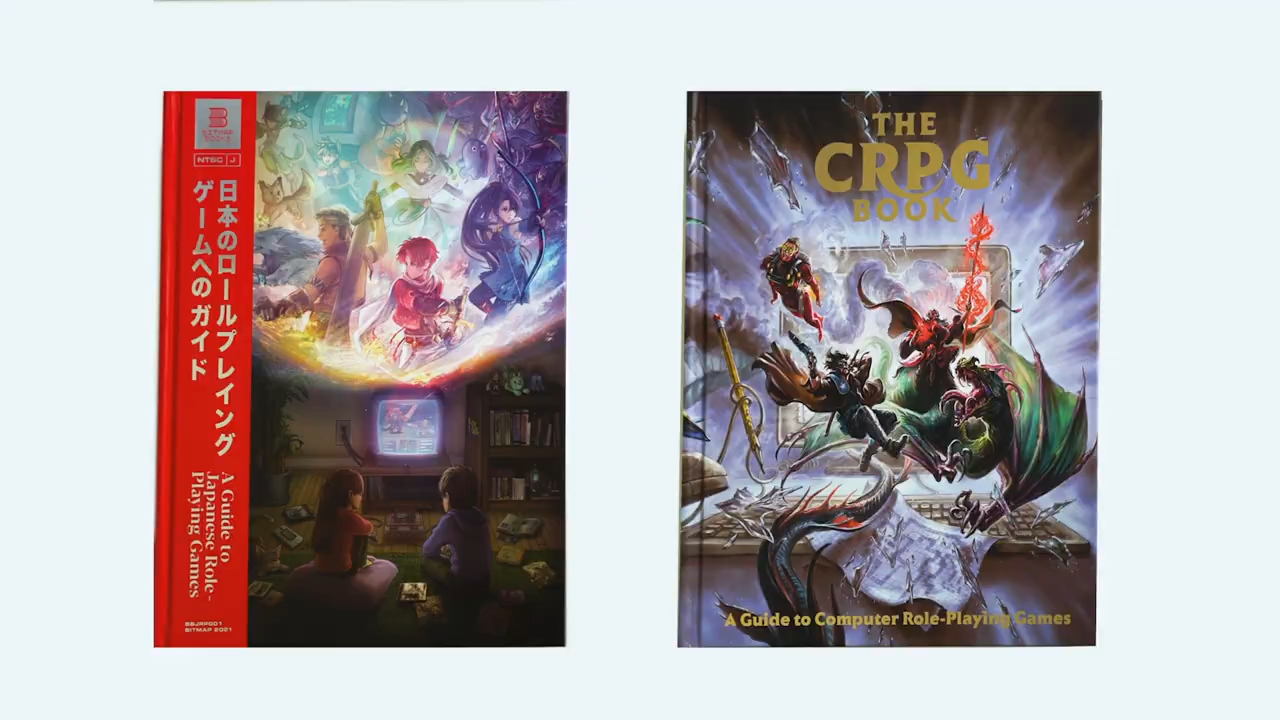 BITMAP
BOOKS
NTSC J
日本のロールプレイング
ゲームへの ガイド
A Guide to
Japanese Role-
Playing Games
BBJRPG01
BITMAP 2021
THE
CRPG
BOOK
A Guide to Computer Role-Playing Games